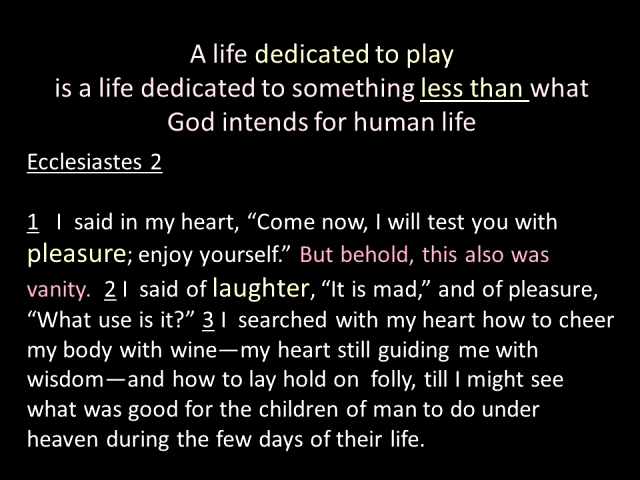 A life dedicated to play
is a life dedicated to something less than what
God intends for human life
Ecclesiastes 2
1 I said in my heart, “Come now, I will test you with
pleasure; enjoy yourself.” But behold, this also was
vanity. 2 I said of laughter, “It is mad,” and of pleasure,
“What use is it?” 3 I searched with my heart how to cheer
my body with wine—my heart still guiding me with
wisdom—and how to lay hold on folly, till I might see
what was good for the children of man to do under
heaven during the few days of their life.